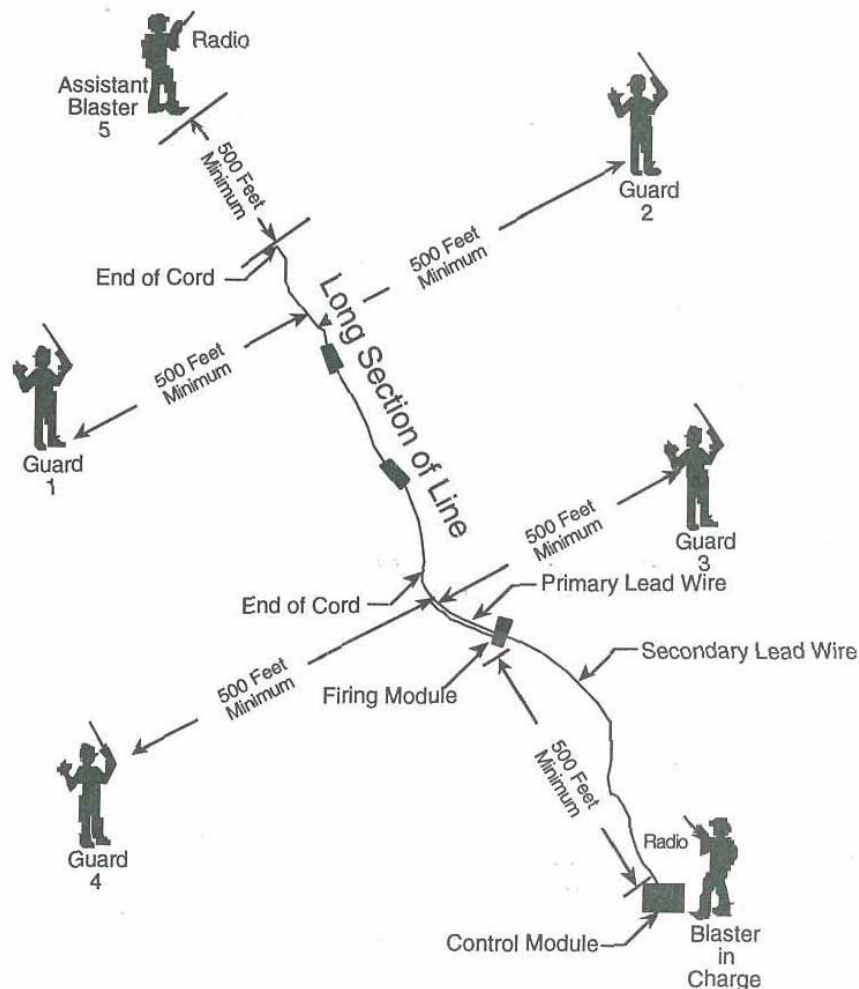 Radio
Assistant
Blaster
5
500 Feet
Minimum
Guard
2
500 Feet
Minimum
End of Cord
Long Section of Line
500 Feet
Minimum
Guard
1
Guard
3
500 Feet
Minimum
Primary Lead Wire
End of Cord
Secondary Lead Wire
500 Feet
Minimum
Firing Module
500 Feet
Minimum
Guard
4
Radio
Control Module
Blaster
in
Charge